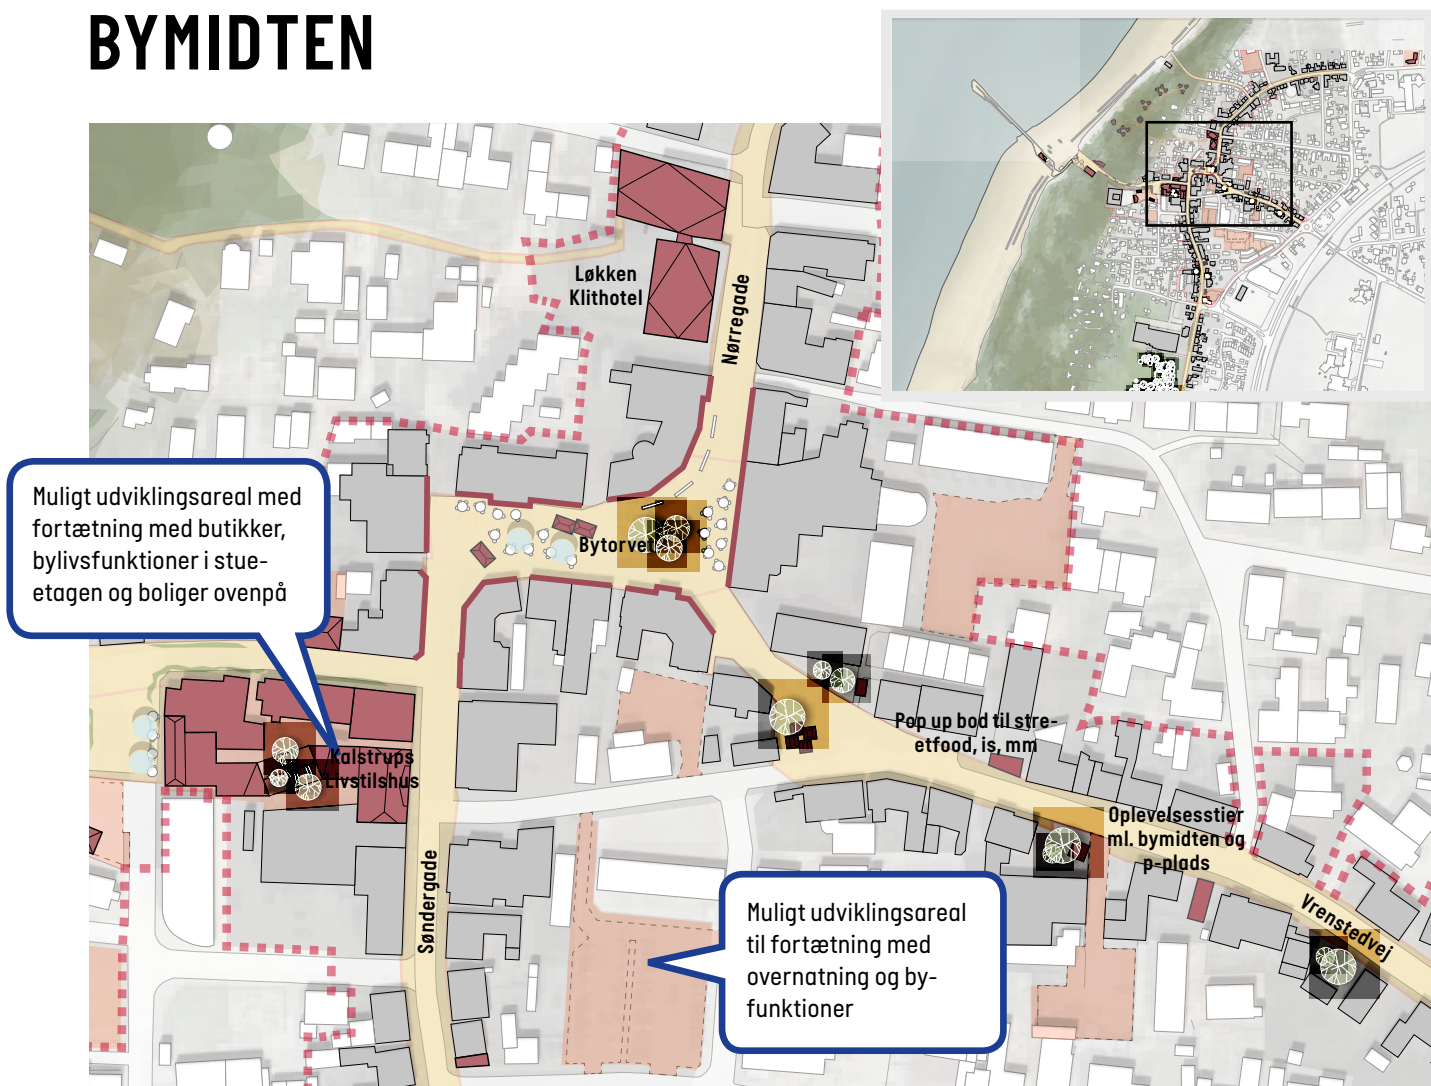 BYMIDTEN
Løkken
Klithotel
Nørregade
Muligt udviklingsareal med
fortætning med butikker,
bylivsfunktioner i stue-
etagen og boliger ovenpå
Bytorvet
Pop up bod til stre-
etfood, is, mm
Kalstrups
Livstilshus
Oplevelsesstier
ml. bymidten og
p-plads
Søndergade
Muligt udviklingsareal
til fortætning med
overnatning og by-
funktioner
Vrenstedvej